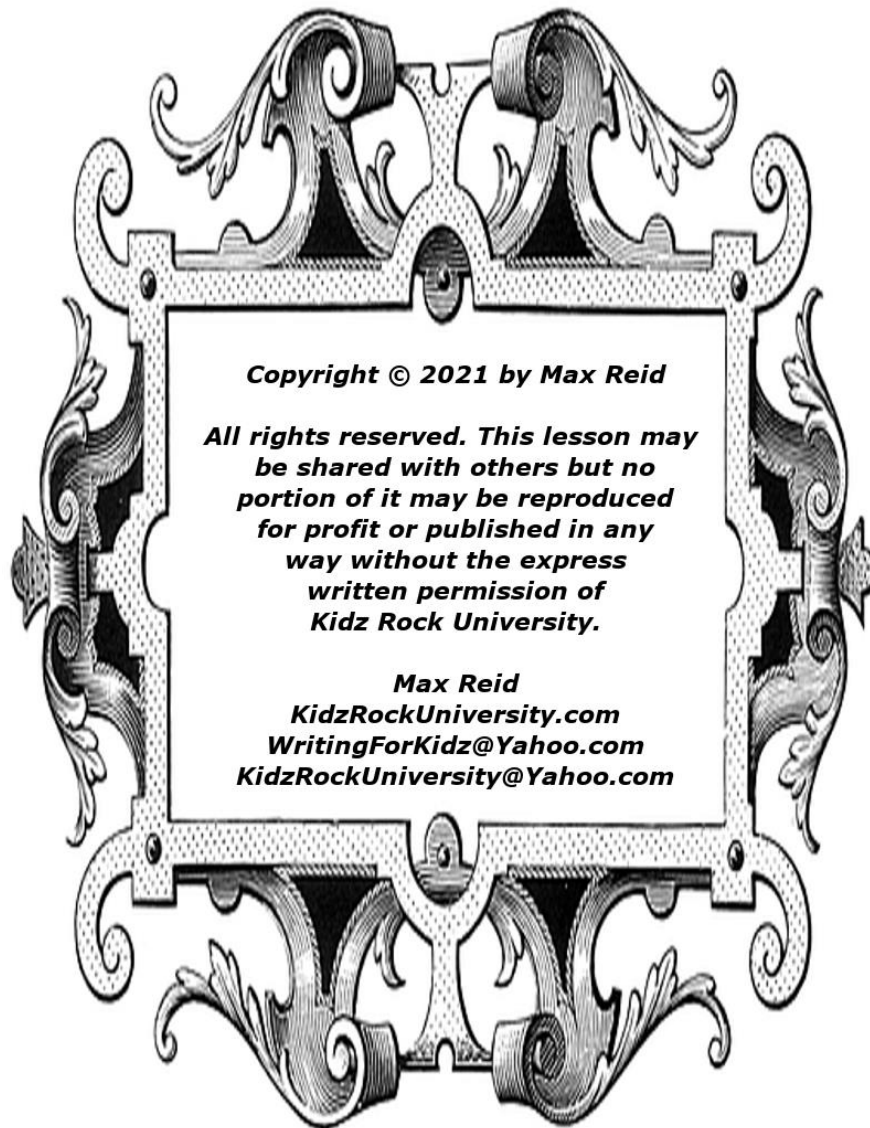 Copyright © 2021 by Max Reid
All rights reserved. This lesson may
be shared with others but no
portion of it may be reproduced
for profit or published in any
way without the express
written permission of
Kidz Rock University.
Max Reid
KidzRockUniversity.com
WritingForKidz@Yahoo.com
KidzRockUniversity@Yahoo.com